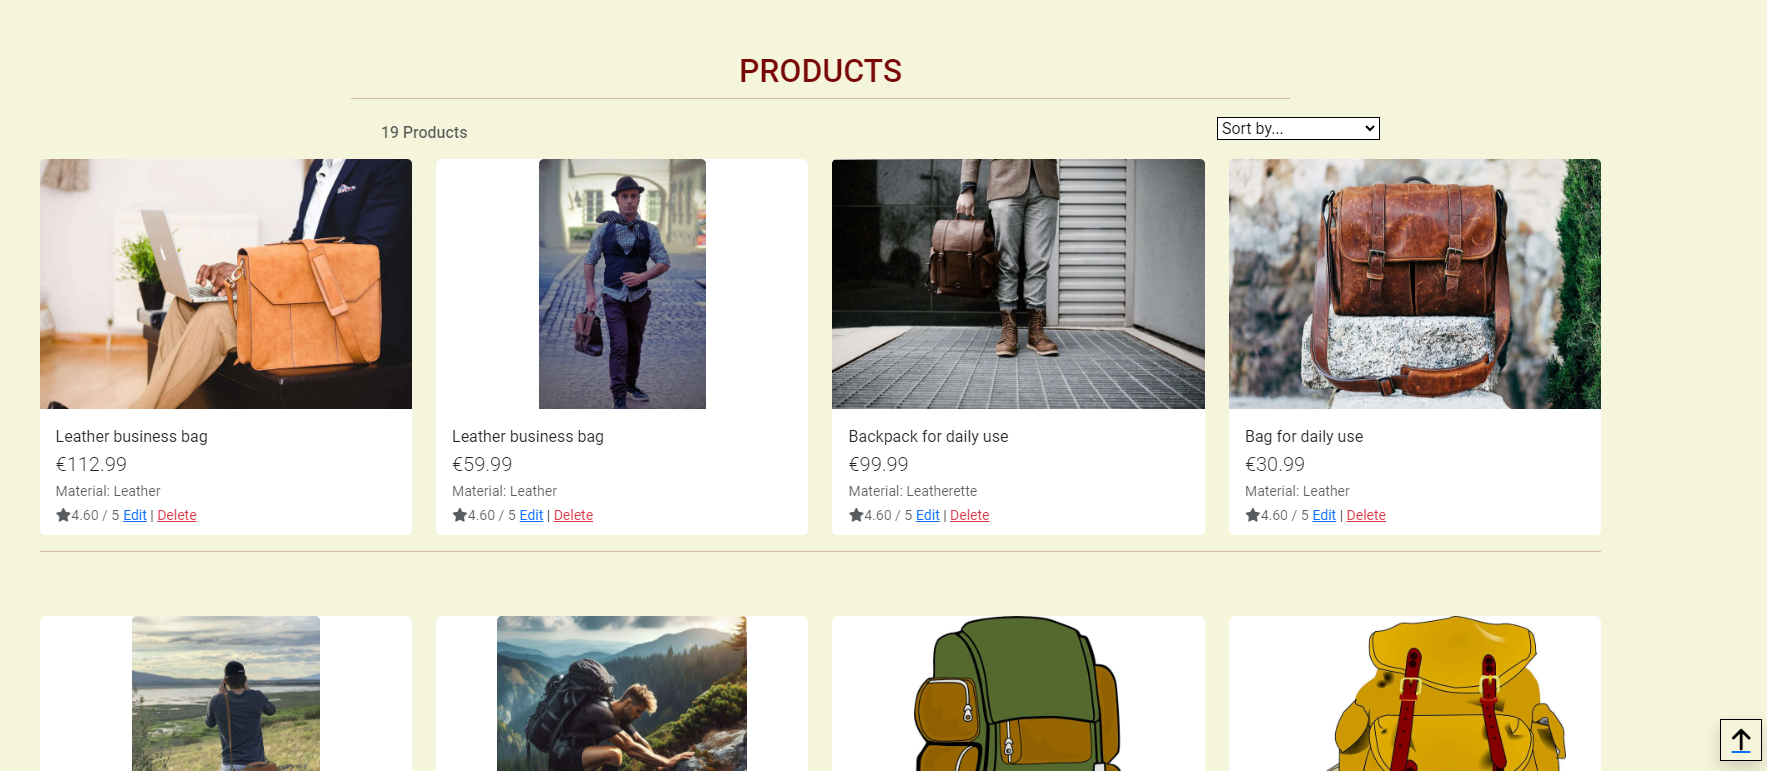 PRODUCTS
19 Products
Sort by...
Leather business bag
€112.99
Material: Leather
4.60 / 5 Edit | Delete
Leather business bag
€59.99
Material: Leather
4.60 / 5 Edit | Delete
Backpack for daily use
€99.99
Material: Leatherette
4.60 / 5 Edit | Delete
Bag for daily use
€30.99
Material: Leather
4.60 / 5 Edit | Delete